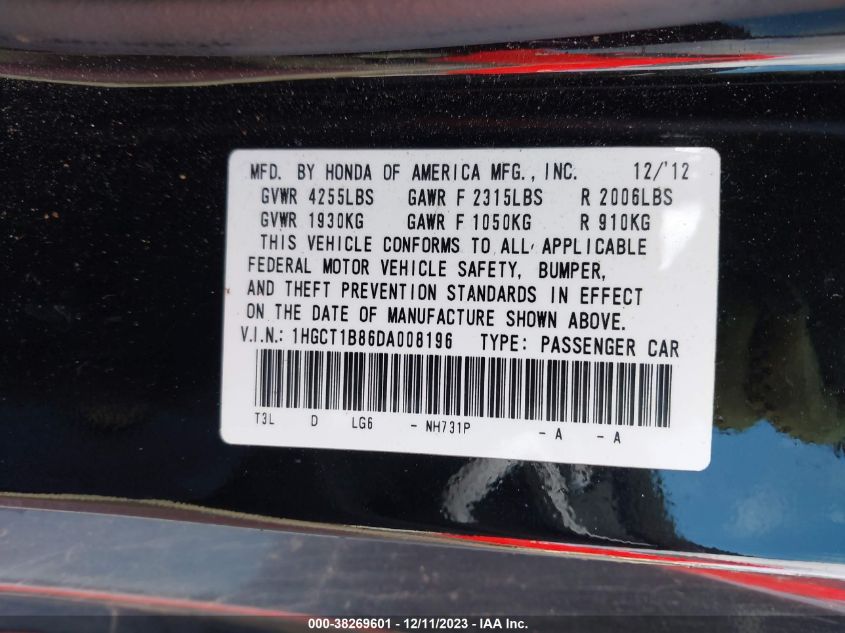 MFD. BY HONDA OF AMERICA MFG., INC. 12/'12
GVWR 4255LBS GAWR F 2315LBS R 2006LBS
GVWR 1930KG GAWR F 1050KG R 910KG
THIS VEHICLE CONFORMS TO ALL APPLICABLE
FEDERAL MOTOR VEHICLE SAFETY, BUMPER,
AND THEFT PREVENTION STANDARDS IN EFFECT
ON THE DATE OF MANUFACTURE SHOWN ABOVE.
V.I.N.: 1HGCT1B86DA008196 TYPE: PASSENGER CAR
T3L D LG6 - NH731P - A - A
000-38269601 - 12/11/2023 - IAA Inc.